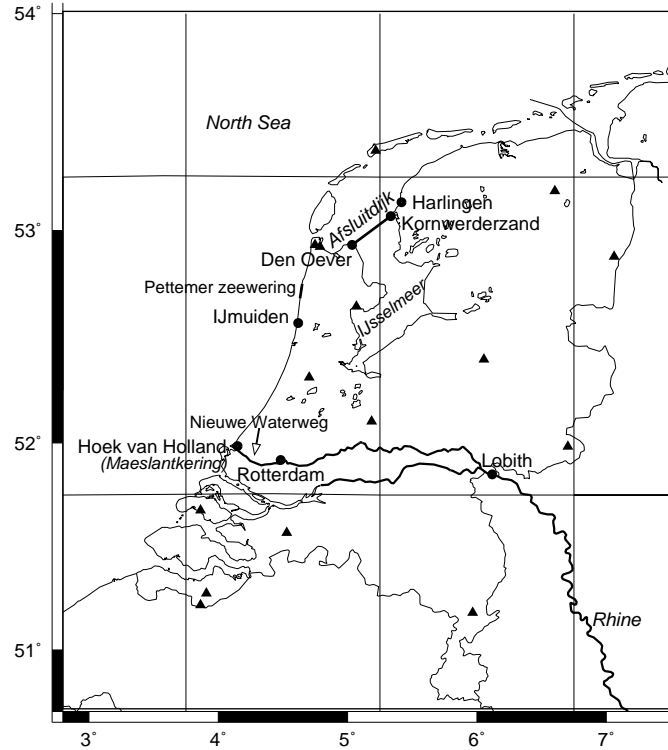 54°
North Sea
53°
Harlingen
Afsluitdijk
Kornwerderzand
Den Oever
Pettemer zeewering
IJsselmeer
IJmuiden
Nieuwe Waterweg
52°
Hoek van Holland
(Maeslantkering)
Rotterdam
Lobith
Rhine
51°
3° 4° 5° 6° 7°